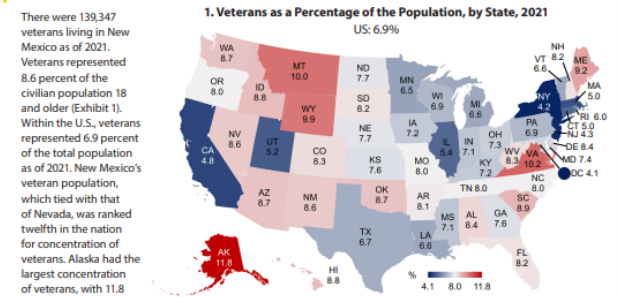 There were 139,347
veterans living in New
Mexico as of 2021.
Veterans represented
8.6 percent of the
civilian population 18
and older (Exhibit 1).
Within the U.S., veterans
represented 6.9 percent
of the total population
as of 2021. New Mexico's
veteran population,
which tied with that
of Nevada, was ranked
twelfth in the nation
for concentration of
veterans. Alaska had the
largest concentration
of veterans, with 11.8
1. Veterans as a Percentage of the Population, by State, 2021
US: 6.9%
WA
8.7
OR
8.0
CA
4.8
NV
8.6
ID
8.8
MT
10.0
WY
9.9
UT
5.2
CO
8.3
AZ
8.7
NM
8.6
ND
7.7
SD
8.2
NE
7.7
KS
7.6
OK
8.7
TX
6.7
MN
6.5
IA
7.2
MO
8.0
AR
8.1
LA
6.6
WI
6.9
IL
5.4
MI
6.6
IN
7.1
OH
7.3
KY
7.2
TN 8.0
MS
7.1
AL
8.4
GA
7.6
FL
8.2
SC
8.9
NC
8.0
VA
10.2
WV
8.3
PA
6.9
NY
4.2
VT
6.6
NH
8.2
ME
9.2
MA
5.0
RI 6.0
CT 5.0
NJ 4.3
DE 8.4
MD 7.4
DC 4.1
AK
11.8
HI
8.8
%
4.1 8.0 11.8